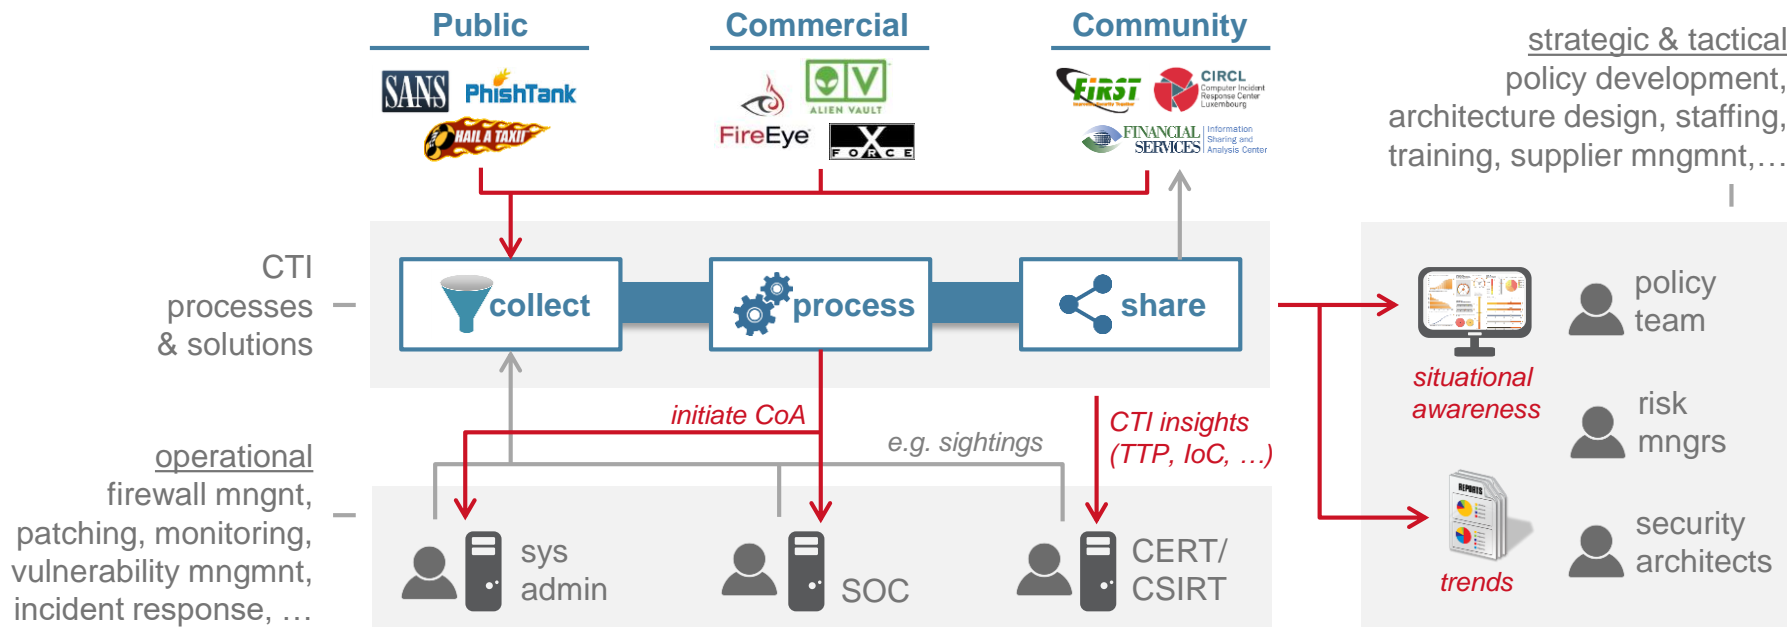 Public
Commercial
Community
SANS
PhishTank
HAIL A TAXII
FireEye
ALIEN VAULT
X
FORCE
FiRST
CIRCL
Computer Incident
Response Center
Luxembourg
FINANCIAL
SERVICES
Information
Sharing and
Analysis Center
strategic & tactical
policy development,
architecture design, staffing,
training, supplier mngmnt,…
CTI
processes
& solutions
collect
process
share
initiate CoA
e.g. sightings
CTI insights
(TTP, IoC, …)
operational
firewall mngnt,
patching, monitoring,
vulnerability mngmnt,
incident response, …
sys
admin
SOC
CERT/
CSIRT
situational
awareness
policy
team
risk
mngrs
REPORTS
trends
security
architects